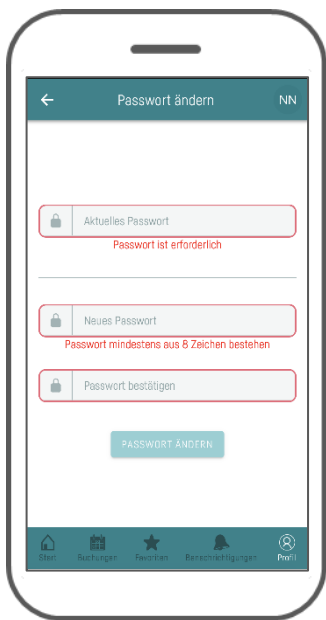 Passwort ändern
NN
Aktuelles Passwort
Passwort ist erforderlich
Neues Passwort
Passwort mindestens aus 8 Zeichen bestehen
Passwort bestätigen
PASSWORT ÄNDERN
Start Buchungen Favoriten Benachrichtigungen Profil